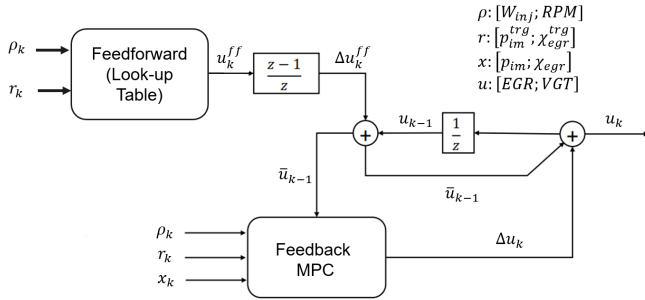 ρ: [W_inj; RPM]
r: [p_im^trg; χ_egr^trg]
x: [p_im; χ_egr]
u: [EGR; VGT]
ρ_k
r_k
Feedforward
(Look-up
Table)
u_k^ff
z − 1
z
Δu_k^ff
+
u_{k−1}
1
z
+
u_k
ū_{k−1}
ū_{k−1}
ρ_k
r_k
x_k
Feedback
MPC
Δu_k